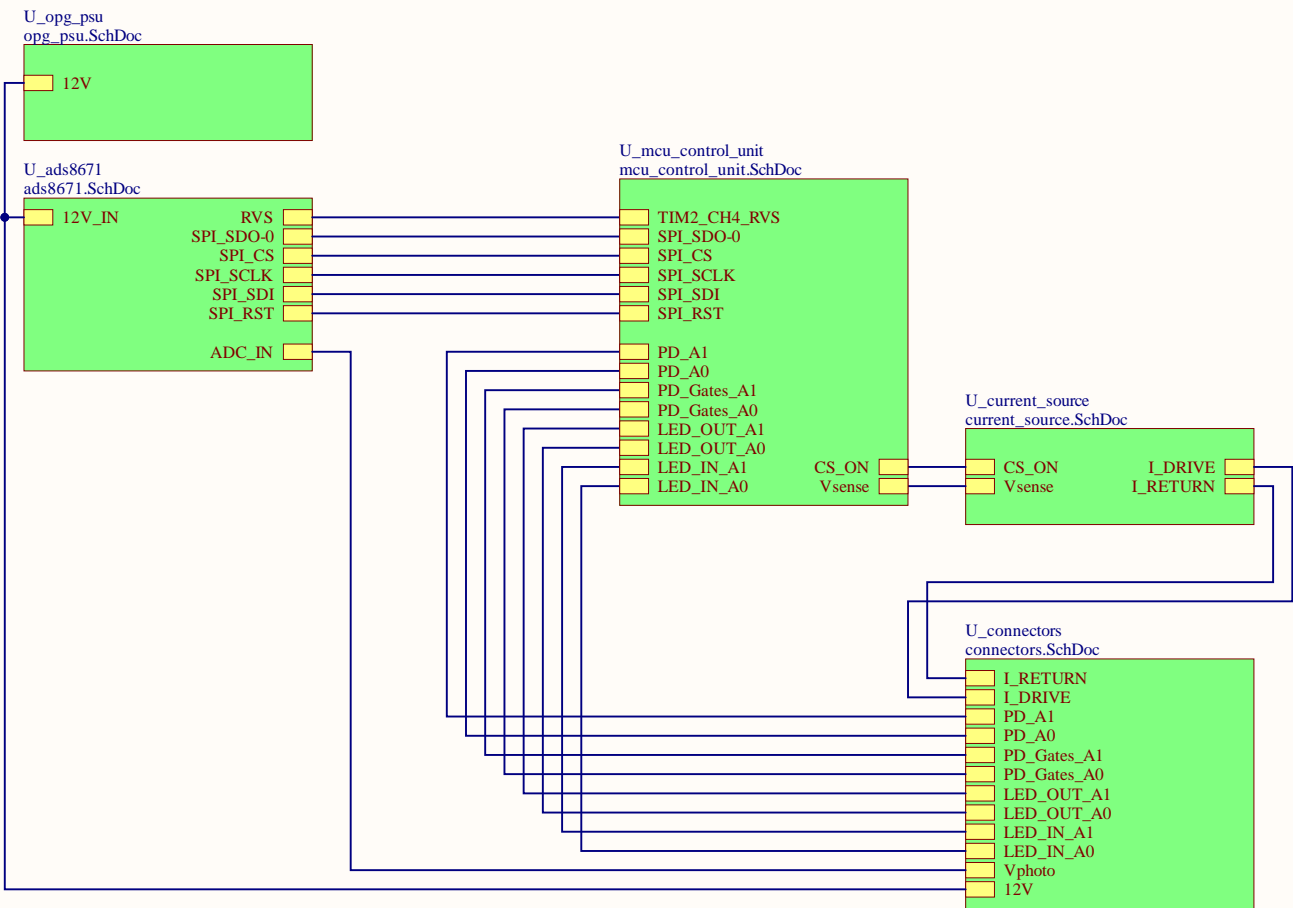 U_opg_psu
opg_psu.SchDoc
12V
U_ads8671
ads8671.SchDoc
12V_IN
RVS
SPI_SDO-0
SPI_CS
SPI_SCLK
SPI_SDI
SPI_RST
ADC_IN
U_mcu_control_unit
mcu_control_unit.SchDoc
TIM2_CH4_RVS
SPI_SDO-0
SPI_CS
SPI_SCLK
SPI_SDI
SPI_RST
PD_A1
PD_A0
PD_Gates_A1
PD_Gates_A0
LED_OUT_A1
LED_OUT_A0
LED_IN_A1
LED_IN_A0
CS_ON
Vsense
U_current_source
current_source.SchDoc
CS_ON
Vsense
I_DRIVE
I_RETURN
U_connectors
connectors.SchDoc
I_RETURN
I_DRIVE
PD_A1
PD_A0
PD_Gates_A1
PD_Gates_A0
LED_OUT_A1
LED_OUT_A0
LED_IN_A1
LED_IN_A0
Vphoto
12V